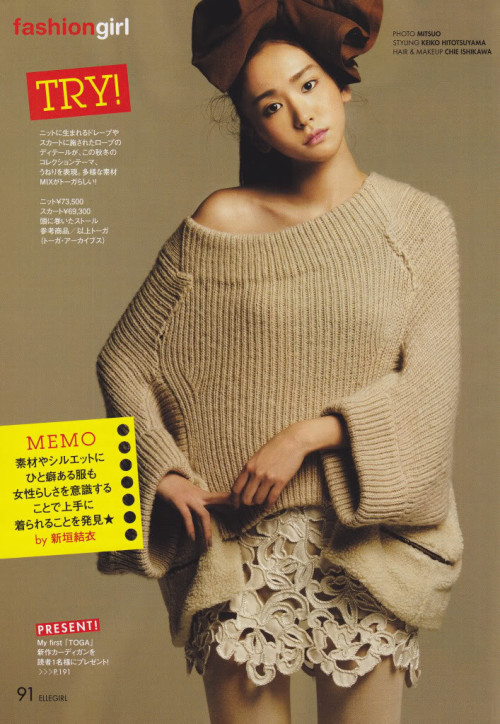 fashiongirl
PHOTO MITSUO
STYLING KEIKO HITOTSUYAMA
HAIR & MAKEUP CHIE ISHIKAWA
TRY!
ニットに生まれるドレープや
スカートに施されたロープの
ディテールが、この秋冬の
コレクションテーマ、
うねりを表現。多様な素材
MIXがトーガらしい!
ニット¥73,500
スカート¥69,300
頭に巻いたストール
参考商品／以上トーガ
(トーガ・アーカイブス)
MEMO
素材やシルエットに
ひと癖ある服も
女性らしさを意識する
ことで上手に
着られることを発見★
by 新垣結衣
PRESENT!
My first「TOGA」
新作カーディガンを
読者1名様にプレゼント!
>>>P.191
91 ELLEGIRL